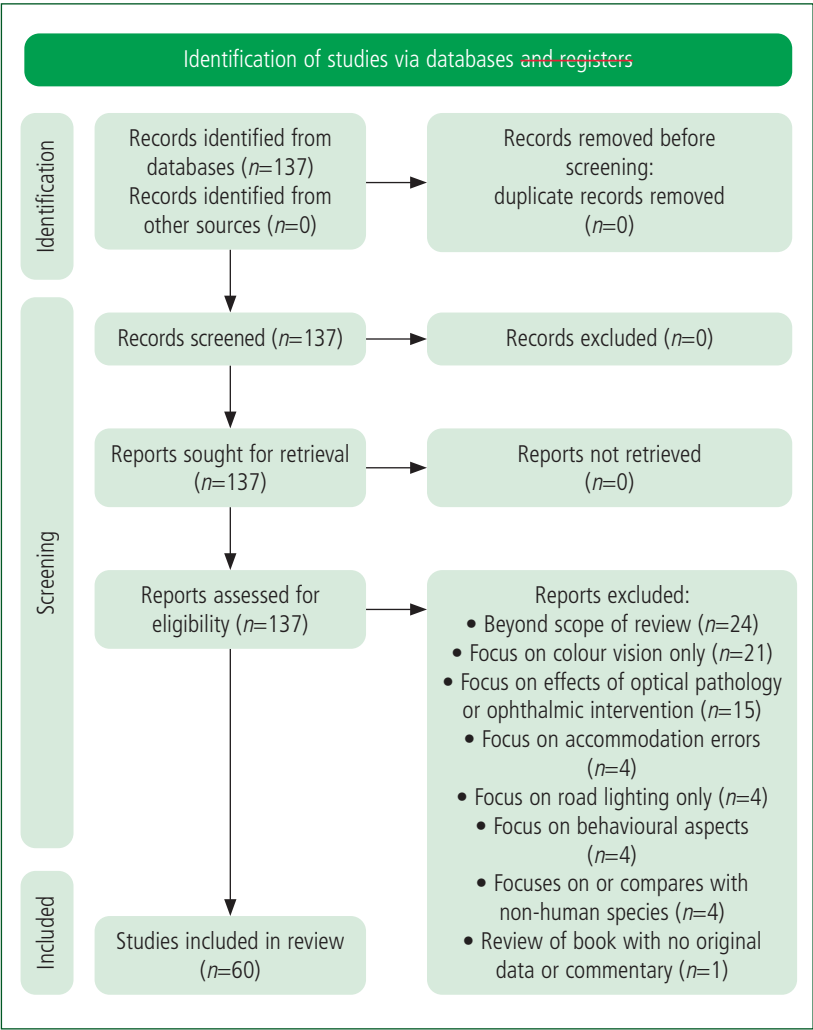 Identification of studies via databases and registers
Identification
Records identified from
databases (n=137)
Records identified from
other sources (n=0)
Records removed before
screening:
duplicate records removed
(n=0)
Screening
Records screened (n=137)
Records excluded (n=0)
Reports sought for retrieval
(n=137)
Reports not retrieved
(n=0)
Reports assessed for
eligibility (n=137)
Reports excluded:
• Beyond scope of review (n=24)
• Focus on colour vision only (n=21)
• Focus on effects of optical pathology
or ophthalmic intervention (n=15)
• Focus on accommodation errors
(n=4)
• Focus on road lighting only (n=4)
• Focus on behavioural aspects
(n=4)
• Focuses on or compares with
non-human species (n=4)
• Review of book with no original
data or commentary (n=1)
Included
Studies included in review
(n=60)